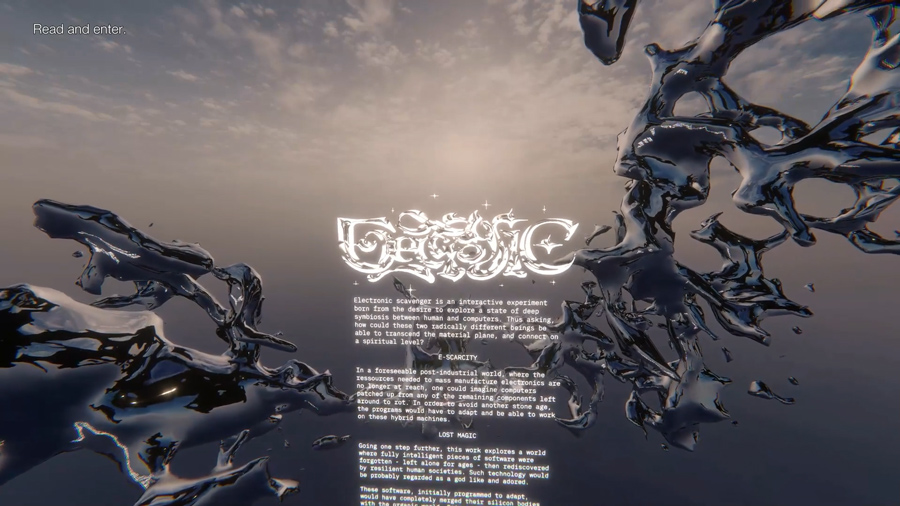 Read and enter.
Electronic scavenger is an interactive experiment
born from the desire to explore a state of deep
symbiosis between human and computers. Thus asking,
how could these two radically different beings be
able to transcend the material plane, and connect on
a spiritual level?
E-SCARCITY
In a foreseeable post-industrial world, where the
ressources needed to mass manufacture electronics are
no longer at reach, one could imagine computers
patched up from any of the remaining components left
around to rot. In order to avoid another stone age,
the programs would have to adapt and be able to work
on these hybrid machines.
LOST MAGIC
Going one step further, this work explores a world
where fully intelligent pieces of software were
forgotten - left alone for ages - then rediscovered
by resilient human societies. Such technology would
be probably regarded as a god like and adored.
These software, initially programmed to adapt,
would have completely merged their silicon bodies
with the organic